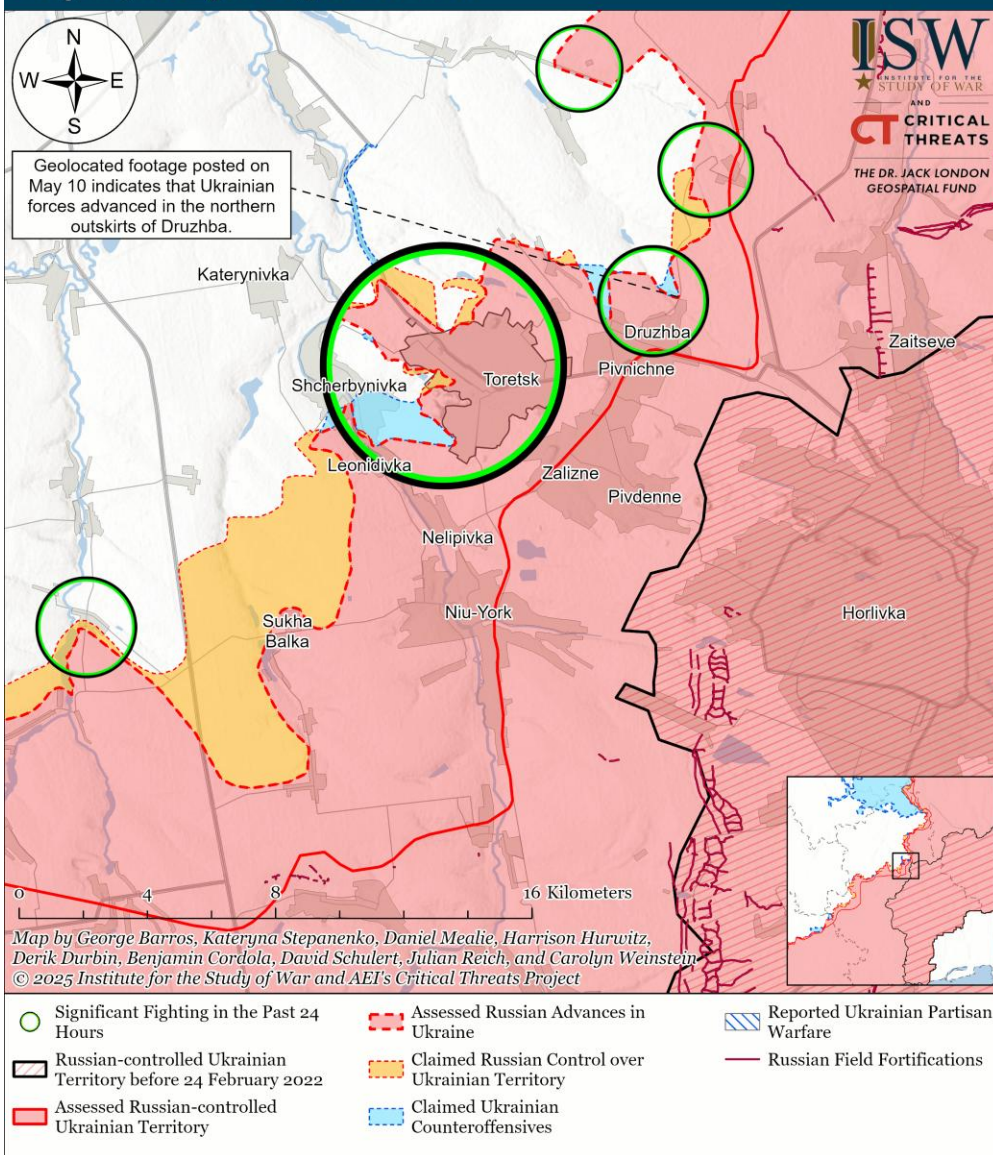 N
W E
S
ISW
INSTITUTE FOR THE
STUDY OF WAR
AND
CT CRITICAL
THREATS
THE DR. JACK LONDON
GEOSPATIAL FUND
Geolocated footage posted on
May 10 indicates that Ukrainian
forces advanced in the northern
outskirts of Druzhba.
Katerynivka
Druzhba
Zaitseve
Pivnichne
Shcherbynivka
Toretsk
Leonidivka
Zalizne
Pivdenne
Nelipivka
Niu-York
Horlivka
Sukha
Balka
0 4 8 16 Kilometers
Map by George Barros, Kateryna Stepanenko, Daniel Mealie, Harrison Hurwitz,
Derik Durbin, Benjamin Cordola, David Schulert, Julian Reich, and Carolyn Weinstein
© 2025 Institute for the Study of War and AEI's Critical Threats Project
Significant Fighting in the Past 24
Hours
Russian-controlled Ukrainian
Territory before 24 February 2022
Assessed Russian-controlled
Ukrainian Territory
Assessed Russian Advances in
Ukraine
Claimed Russian Control over
Ukrainian Territory
Claimed Ukrainian
Counteroffensives
Reported Ukrainian Partisan
Warfare
Russian Field Fortifications